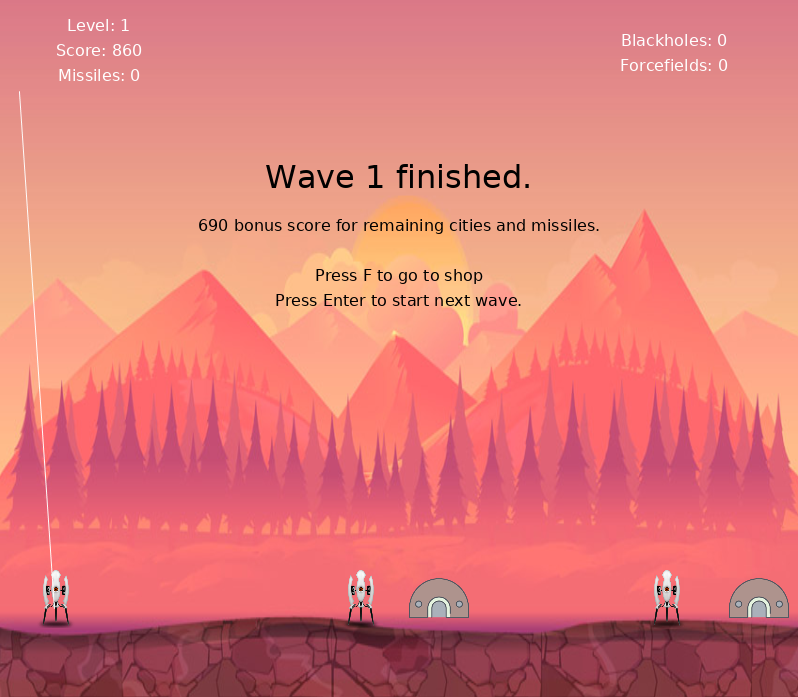 Level: 1
Score: 860
Missiles: 0
Blackholes: 0
Forcefields: 0
Wave 1 finished.
690 bonus score for remaining cities and missiles.
Press F to go to shop
Press Enter to start next wave.